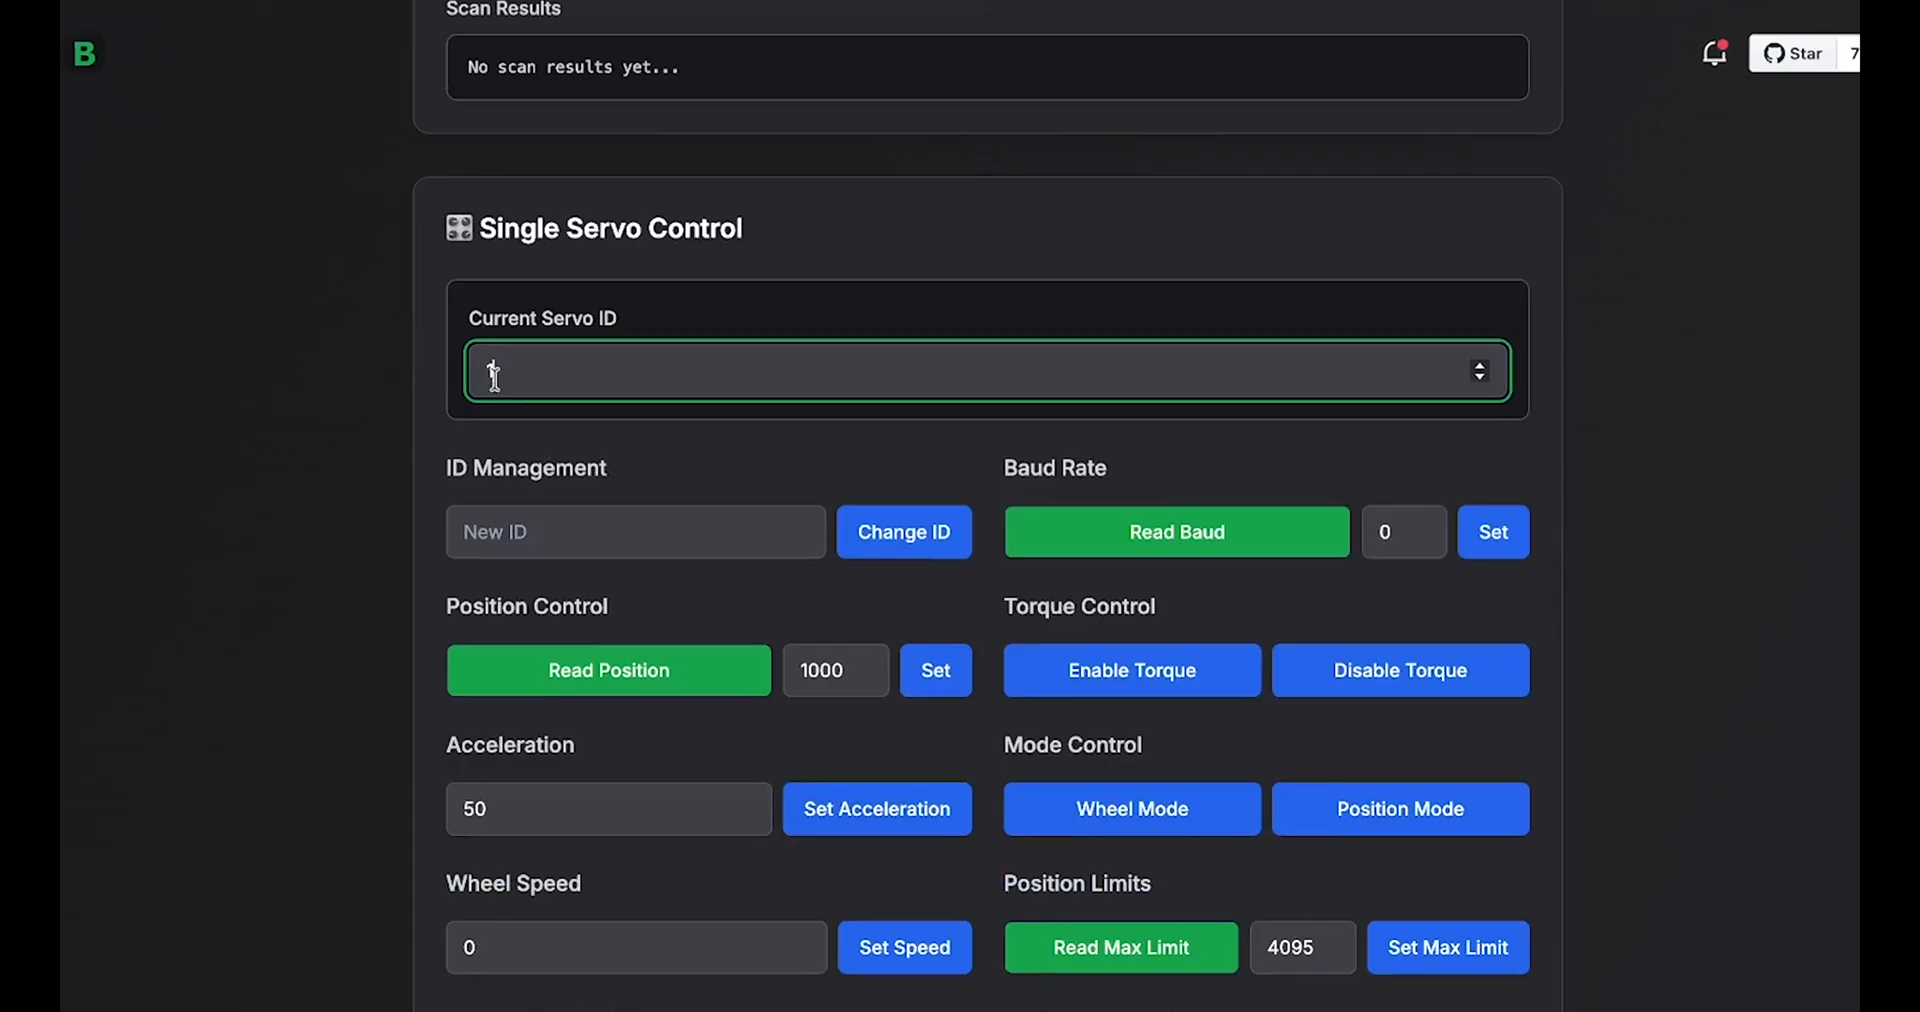 Scan Results
No scan results yet...
B
Star 7
Single Servo Control
Current Servo ID
ID Management
Baud Rate
New ID
Change ID
Read Baud
0
Set
Position Control
Torque Control
Read Position
1000
Set
Enable Torque
Disable Torque
Acceleration
Mode Control
50
Set Acceleration
Wheel Mode
Position Mode
Wheel Speed
Position Limits
0
Set Speed
Read Max Limit
4095
Set Max Limit